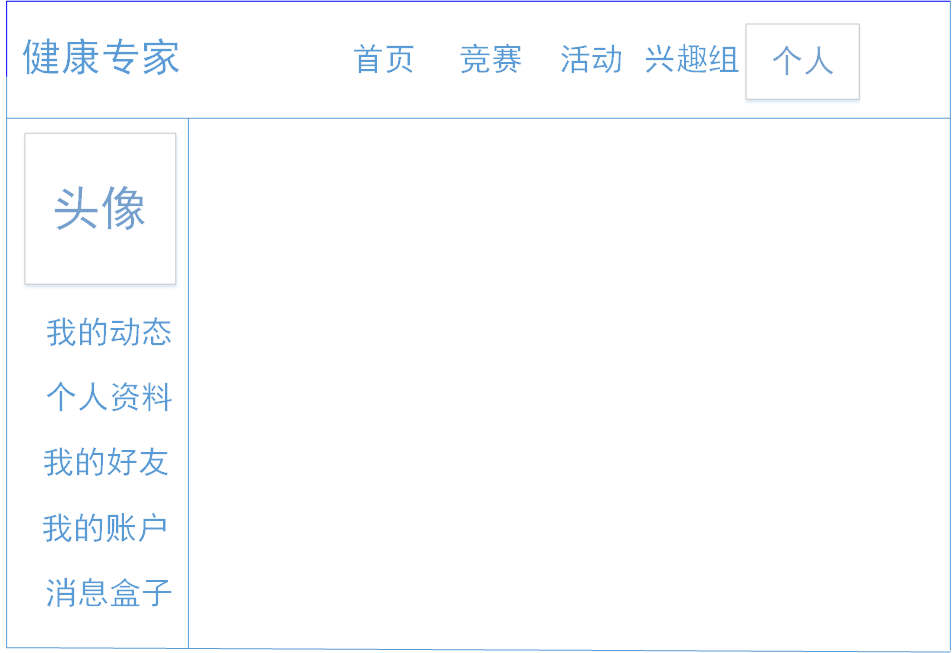 健康专家 首页 竞赛 活动 兴趣组 个人
头像
我的动态
个人资料
我的好友
我的账户
消息盒子